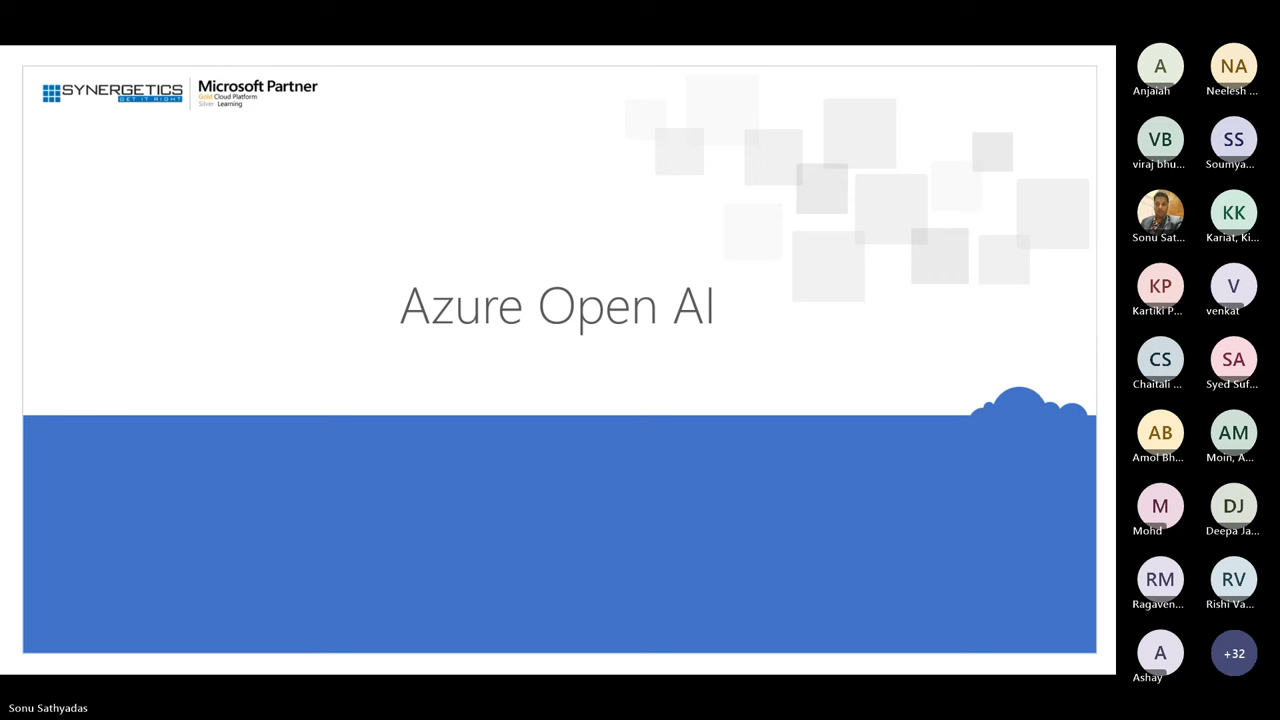 SYNERGETICS
GET IT RIGHT
Microsoft Partner
Gold Cloud Platform
Silver Learning
Azure Open AI
A
Anjaiah
NA
Neelesh ...
VB
viraj bhu...
SS
Soumya...
Sonu Sat...
KK
Kariat, Ki...
KP
Kartiki P...
V
venkat
CS
Chaitali ...
SA
Syed Suf...
AB
Amol Bh...
AM
Moin, A...
M
Mohd
DJ
Deepa Ja...
RM
Ragaven...
RV
Rishi Va...
A
Ashay
+32
Sonu Sathyadas